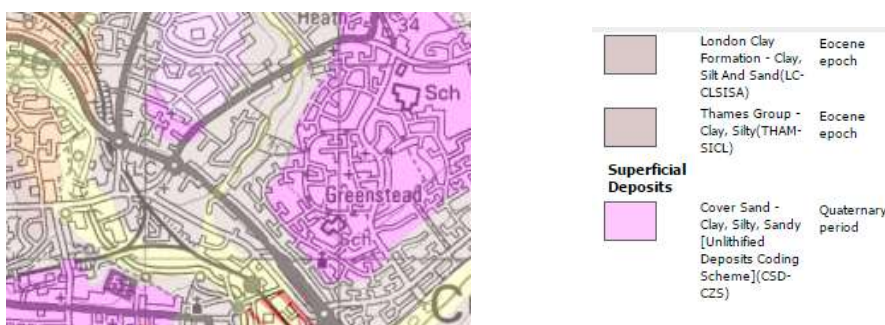 Heath
34
26
Sch
Greenstead
Sch
C
London Clay
Formation - Clay,
Silt And Sand(LC-
CLSISA)
Eocene
epoch
Thames Group -
Clay, Silty(THAM-
SICL)
Eocene
epoch
Superficial
Deposits
Cover Sand -
Clay, Silty, Sandy
[Unlithified
Deposits Coding
Scheme](CSD-
CZS)
Quaternary
period